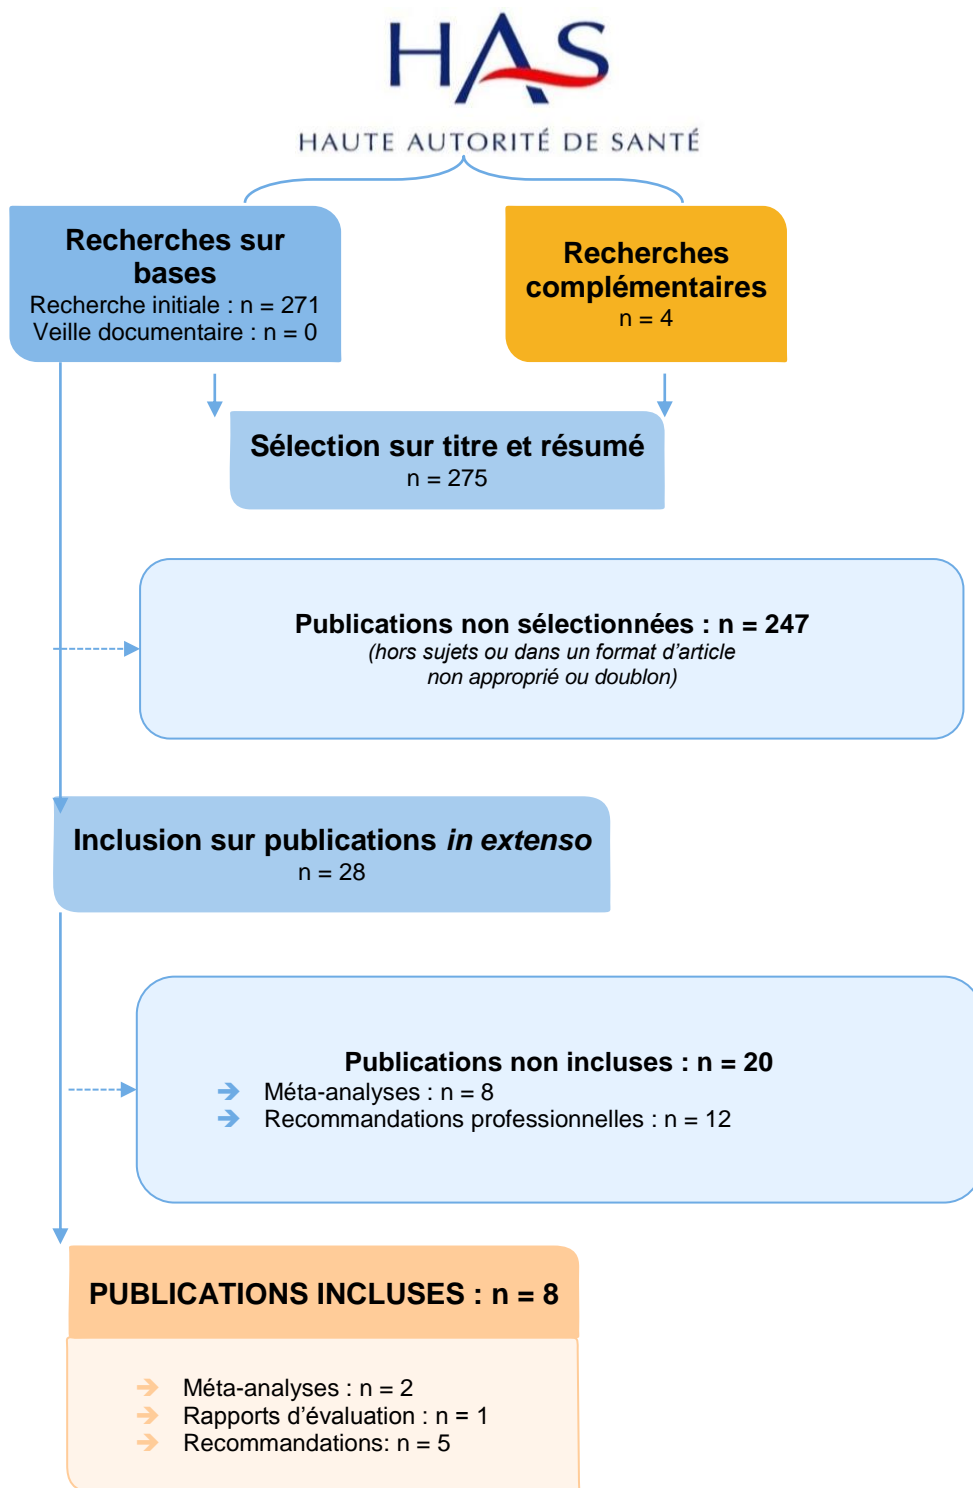 HAS
HAUTE AUTORITÉ DE SANTÉ
Recherches sur
bases
Recherche initiale : n = 271
Veille documentaire : n = 0
Recherches
complémentaires
n = 4
Sélection sur titre et résumé
n = 275
Publications non sélectionnées : n = 247
(hors sujets ou dans un format d’article
non approprié ou doublon)
Inclusion sur publications in extenso
n = 28
Publications non incluses : n = 20
➔ Méta-analyses : n = 8
➔ Recommandations professionnelles : n = 12
PUBLICATIONS INCLUSES : n = 8
➔ Méta-analyses : n = 2
➔ Rapports d’évaluation : n = 1
➔ Recommandations: n = 5